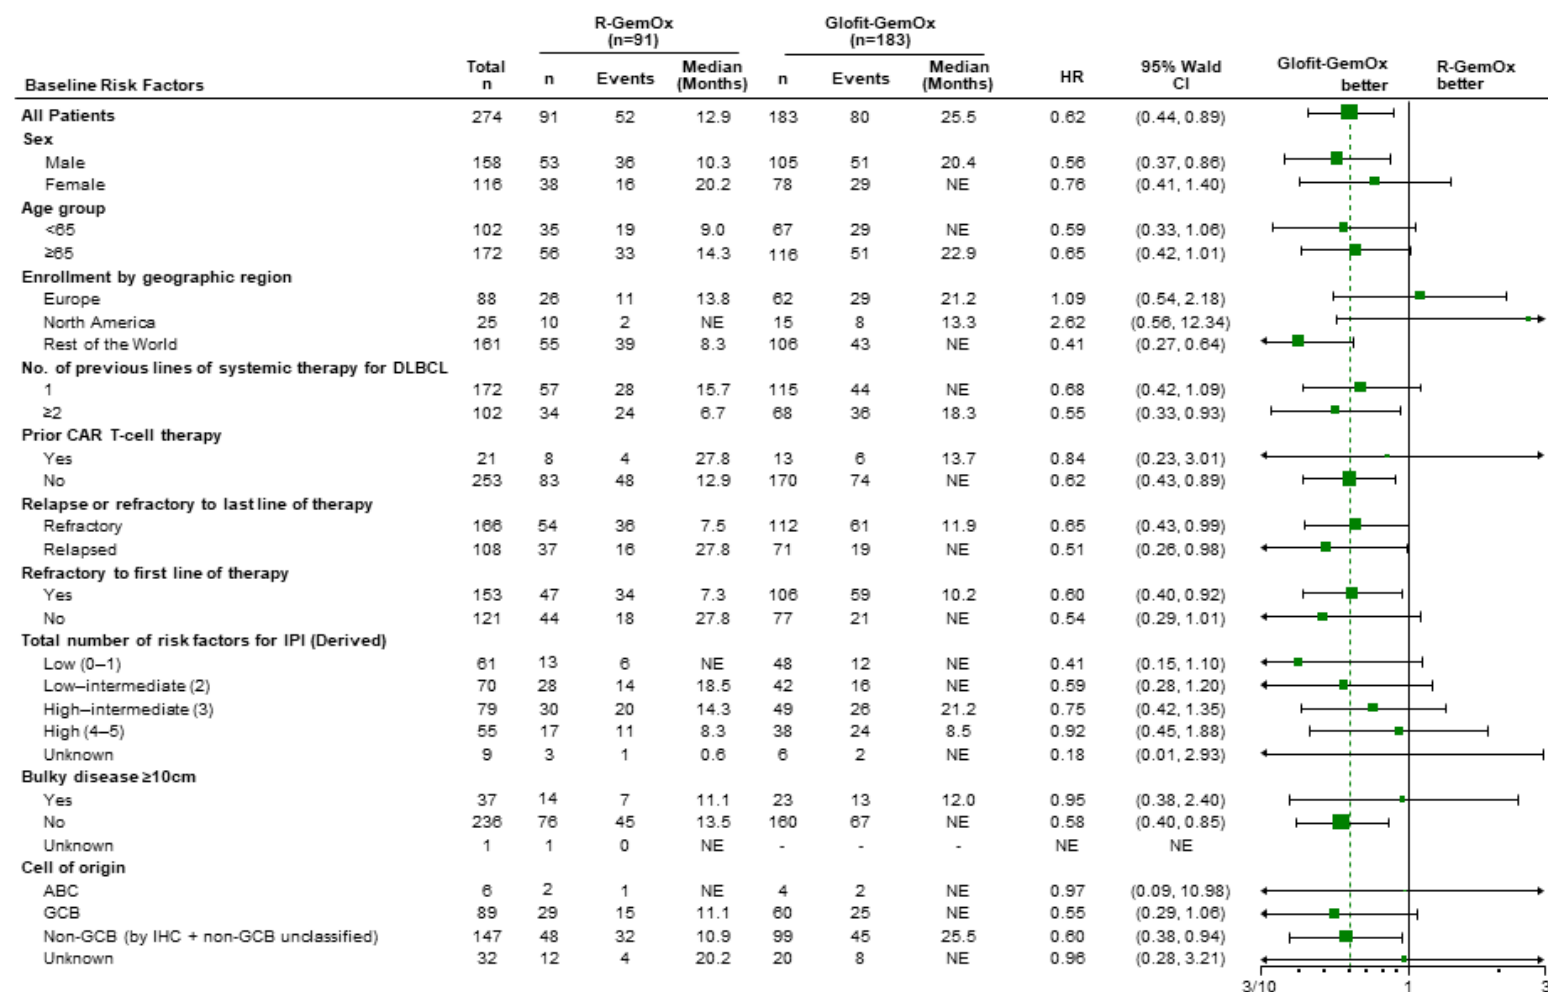 R-GemOx (n=91) Glofit-GemOx (n=183)
Baseline Risk Factors Total n n Events Median (Months) n Events Median (Months) HR 95% Wald CI Glofit-GemOx better R-GemOx better
All Patients 274 91 52 12.9 183 80 25.5 0.62 (0.44, 0.89)
Sex
Male 158 53 36 10.3 105 51 20.4 0.56 (0.37, 0.86)
Female 116 38 16 20.2 78 29 NE 0.76 (0.41, 1.40)
Age group
<65 102 35 19 9.0 67 29 NE 0.59 (0.33, 1.06)
≥65 172 56 33 14.3 116 51 22.9 0.65 (0.42, 1.01)
Enrollment by geographic region
Europe 88 26 11 13.8 62 29 21.2 1.09 (0.54, 2.18)
North America 25 10 2 NE 15 8 13.3 2.62 (0.56, 12.34)
Rest of the World 161 55 39 8.3 106 43 NE 0.41 (0.27, 0.64)
No. of previous lines of systemic therapy for DLBCL
1 172 57 28 15.7 115 44 NE 0.68 (0.42, 1.09)
≥2 102 34 24 6.7 68 36 18.3 0.55 (0.33, 0.93)
Prior CAR T-cell therapy
Yes 21 8 4 27.8 13 6 13.7 0.84 (0.23, 3.01)
No 253 83 48 12.9 170 74 NE 0.62 (0.43, 0.89)
Relapse or refractory to last line of therapy
Refractory 166 54 36 7.5 112 61 11.9 0.65 (0.43, 0.99)
Relapsed 108 37 16 27.8 71 19 NE 0.51 (0.26, 0.98)
Refractory to first line of therapy
Yes 153 47 34 7.3 106 59 10.2 0.60 (0.40, 0.92)
No 121 44 18 27.8 77 21 NE 0.54 (0.29, 1.01)
Total number of risk factors for IPI (Derived)
Low (0–1) 61 13 6 NE 48 12 NE 0.41 (0.15, 1.10)
Low–intermediate (2) 70 28 14 18.5 42 16 NE 0.59 (0.28, 1.20)
High–intermediate (3) 79 30 20 14.3 49 26 21.2 0.75 (0.42, 1.35)
High (4–5) 55 17 11 8.3 38 24 8.5 0.92 (0.45, 1.88)
Unknown 9 3 1 0.6 6 2 NE 0.18 (0.01, 2.93)
Bulky disease ≥10cm
Yes 37 14 7 11.1 23 13 12.0 0.95 (0.38, 2.40)
No 236 76 45 13.5 160 67 NE 0.58 (0.40, 0.85)
Unknown 1 1 0 NE - - - NE NE
Cell of origin
ABC 6 2 1 NE 4 2 NE 0.97 (0.09, 10.98)
GCB 89 29 15 11.1 60 25 NE 0.55 (0.29, 1.06)
Non-GCB (by IHC + non-GCB unclassified) 147 48 32 10.9 99 45 25.5 0.60 (0.38, 0.94)
Unknown 32 12 4 20.2 20 8 NE 0.96 (0.28, 3.21)
3/10 1 3